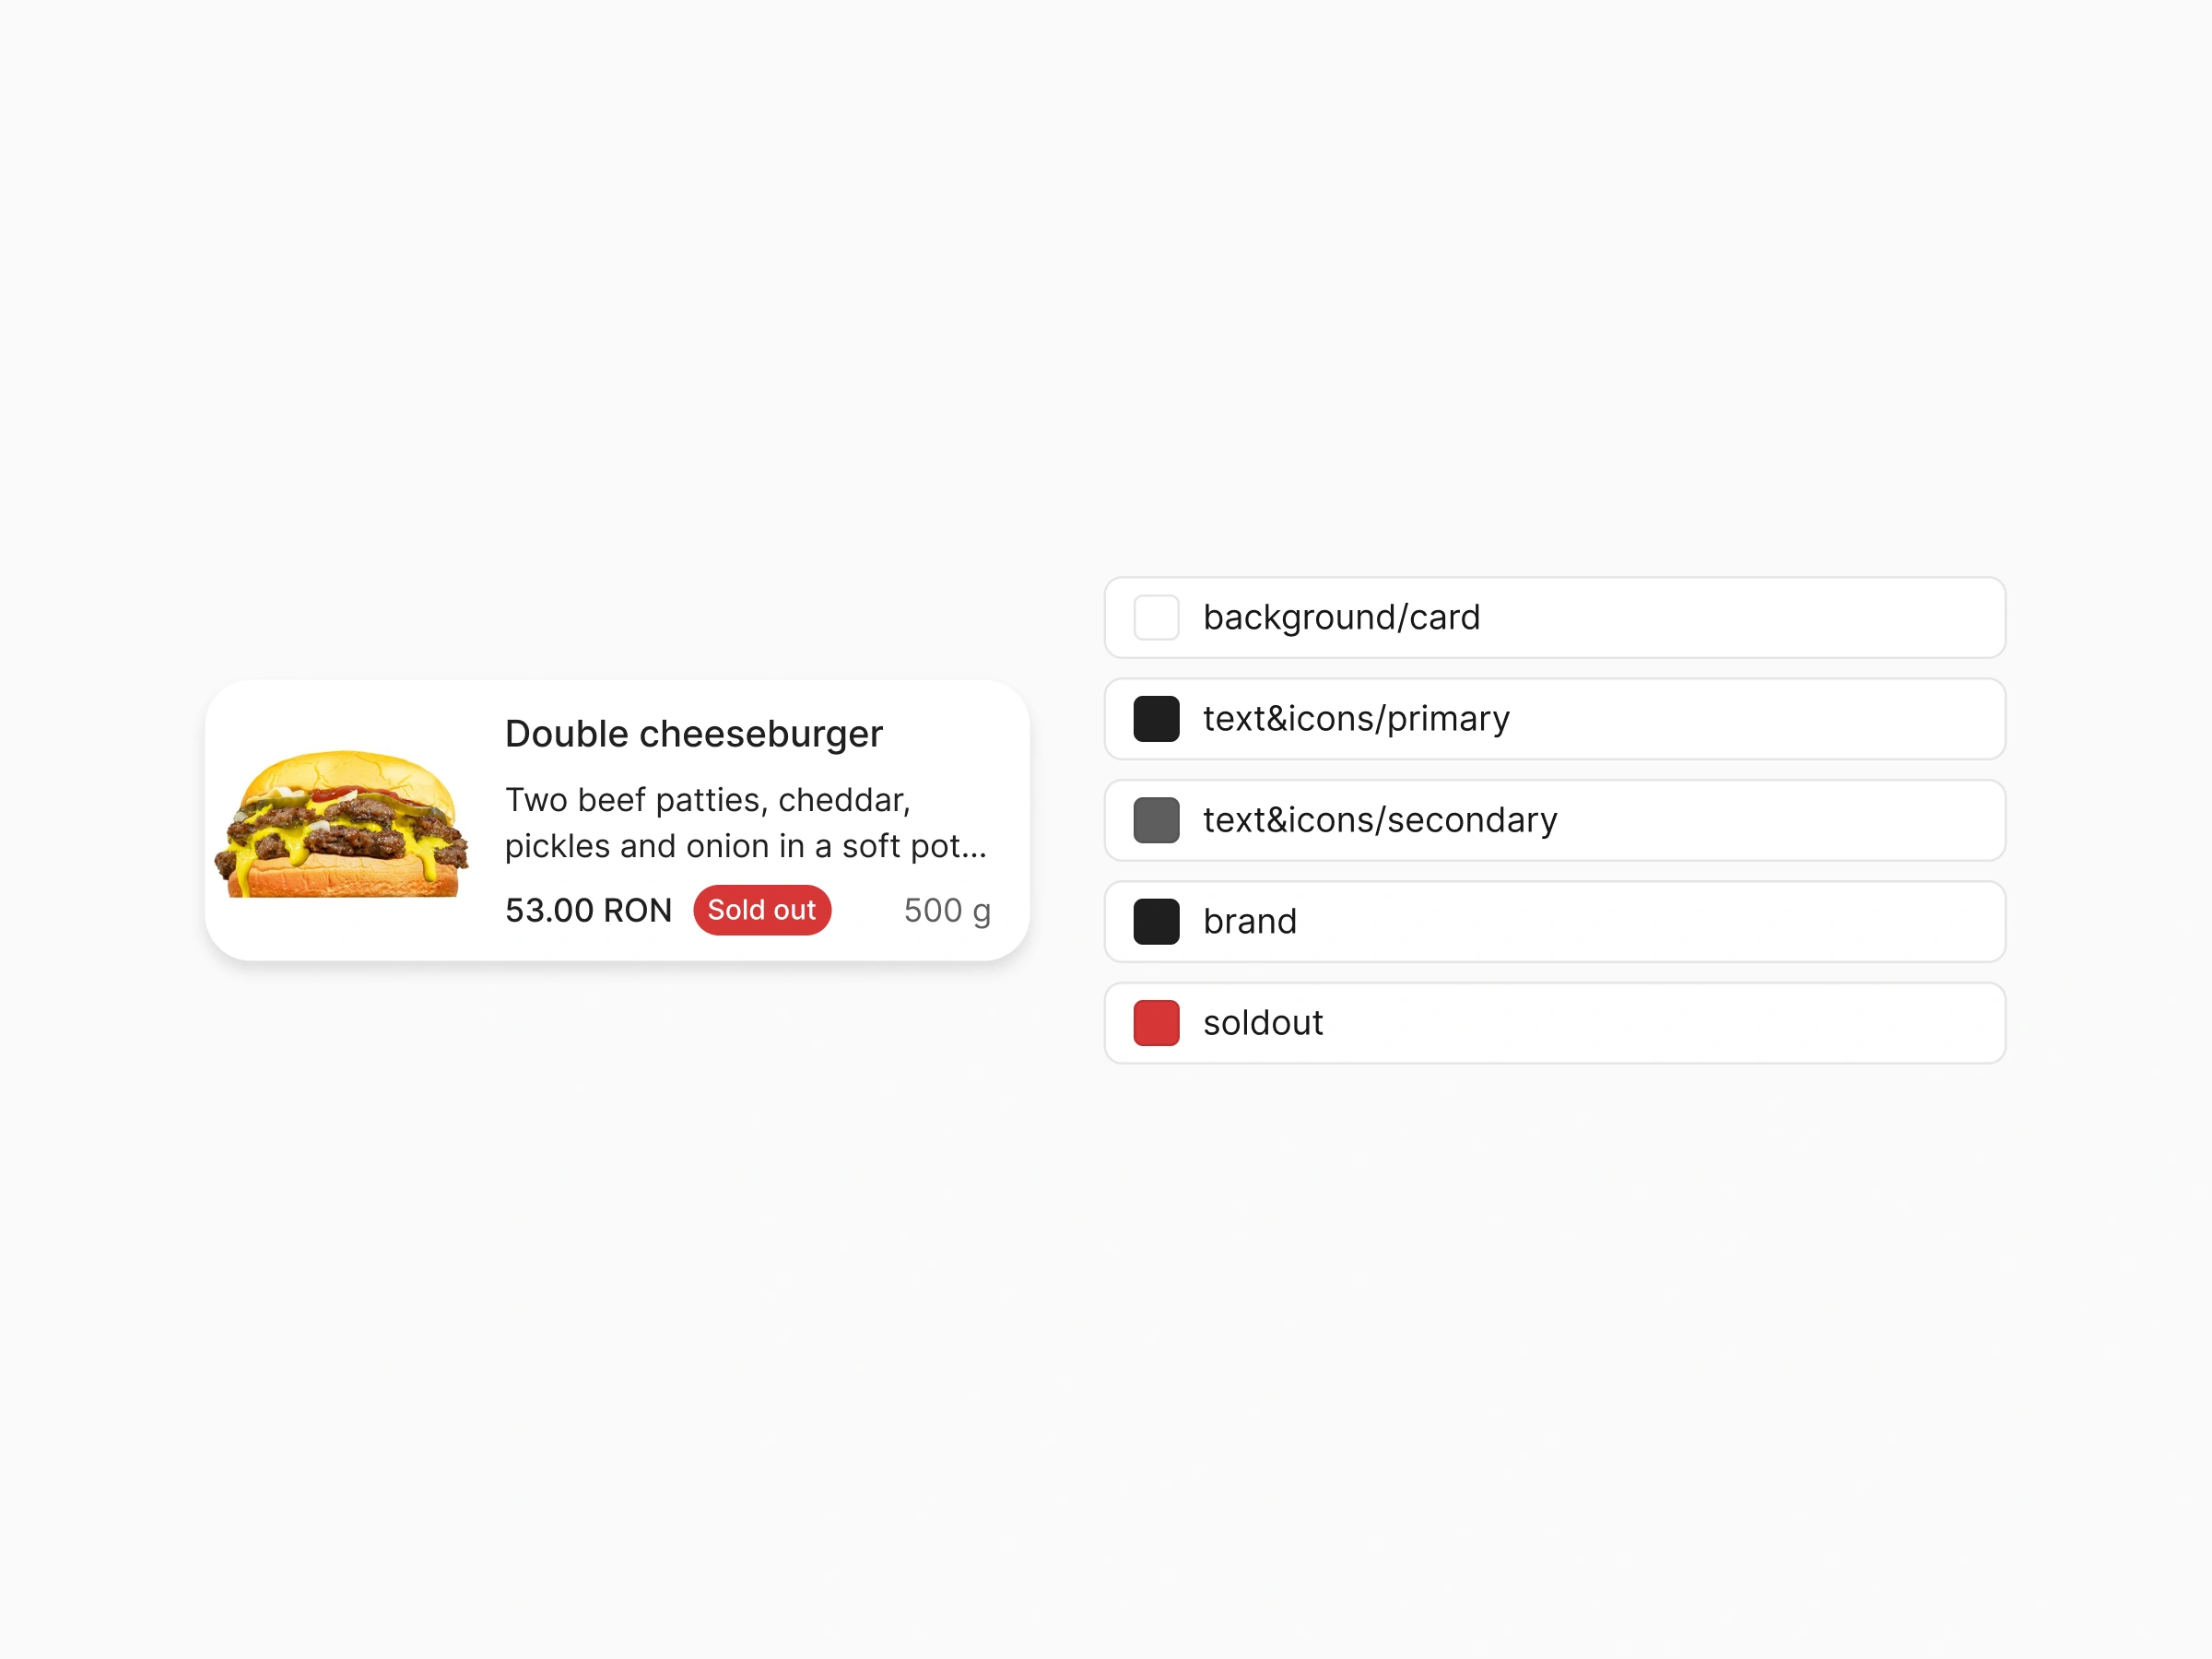 Double cheeseburger
Two beef patties, cheddar,
pickles and onion in a soft pot...
53.00 RON
Sold out
500 g
background/card
text&icons/primary
text&icons/secondary
brand
soldout